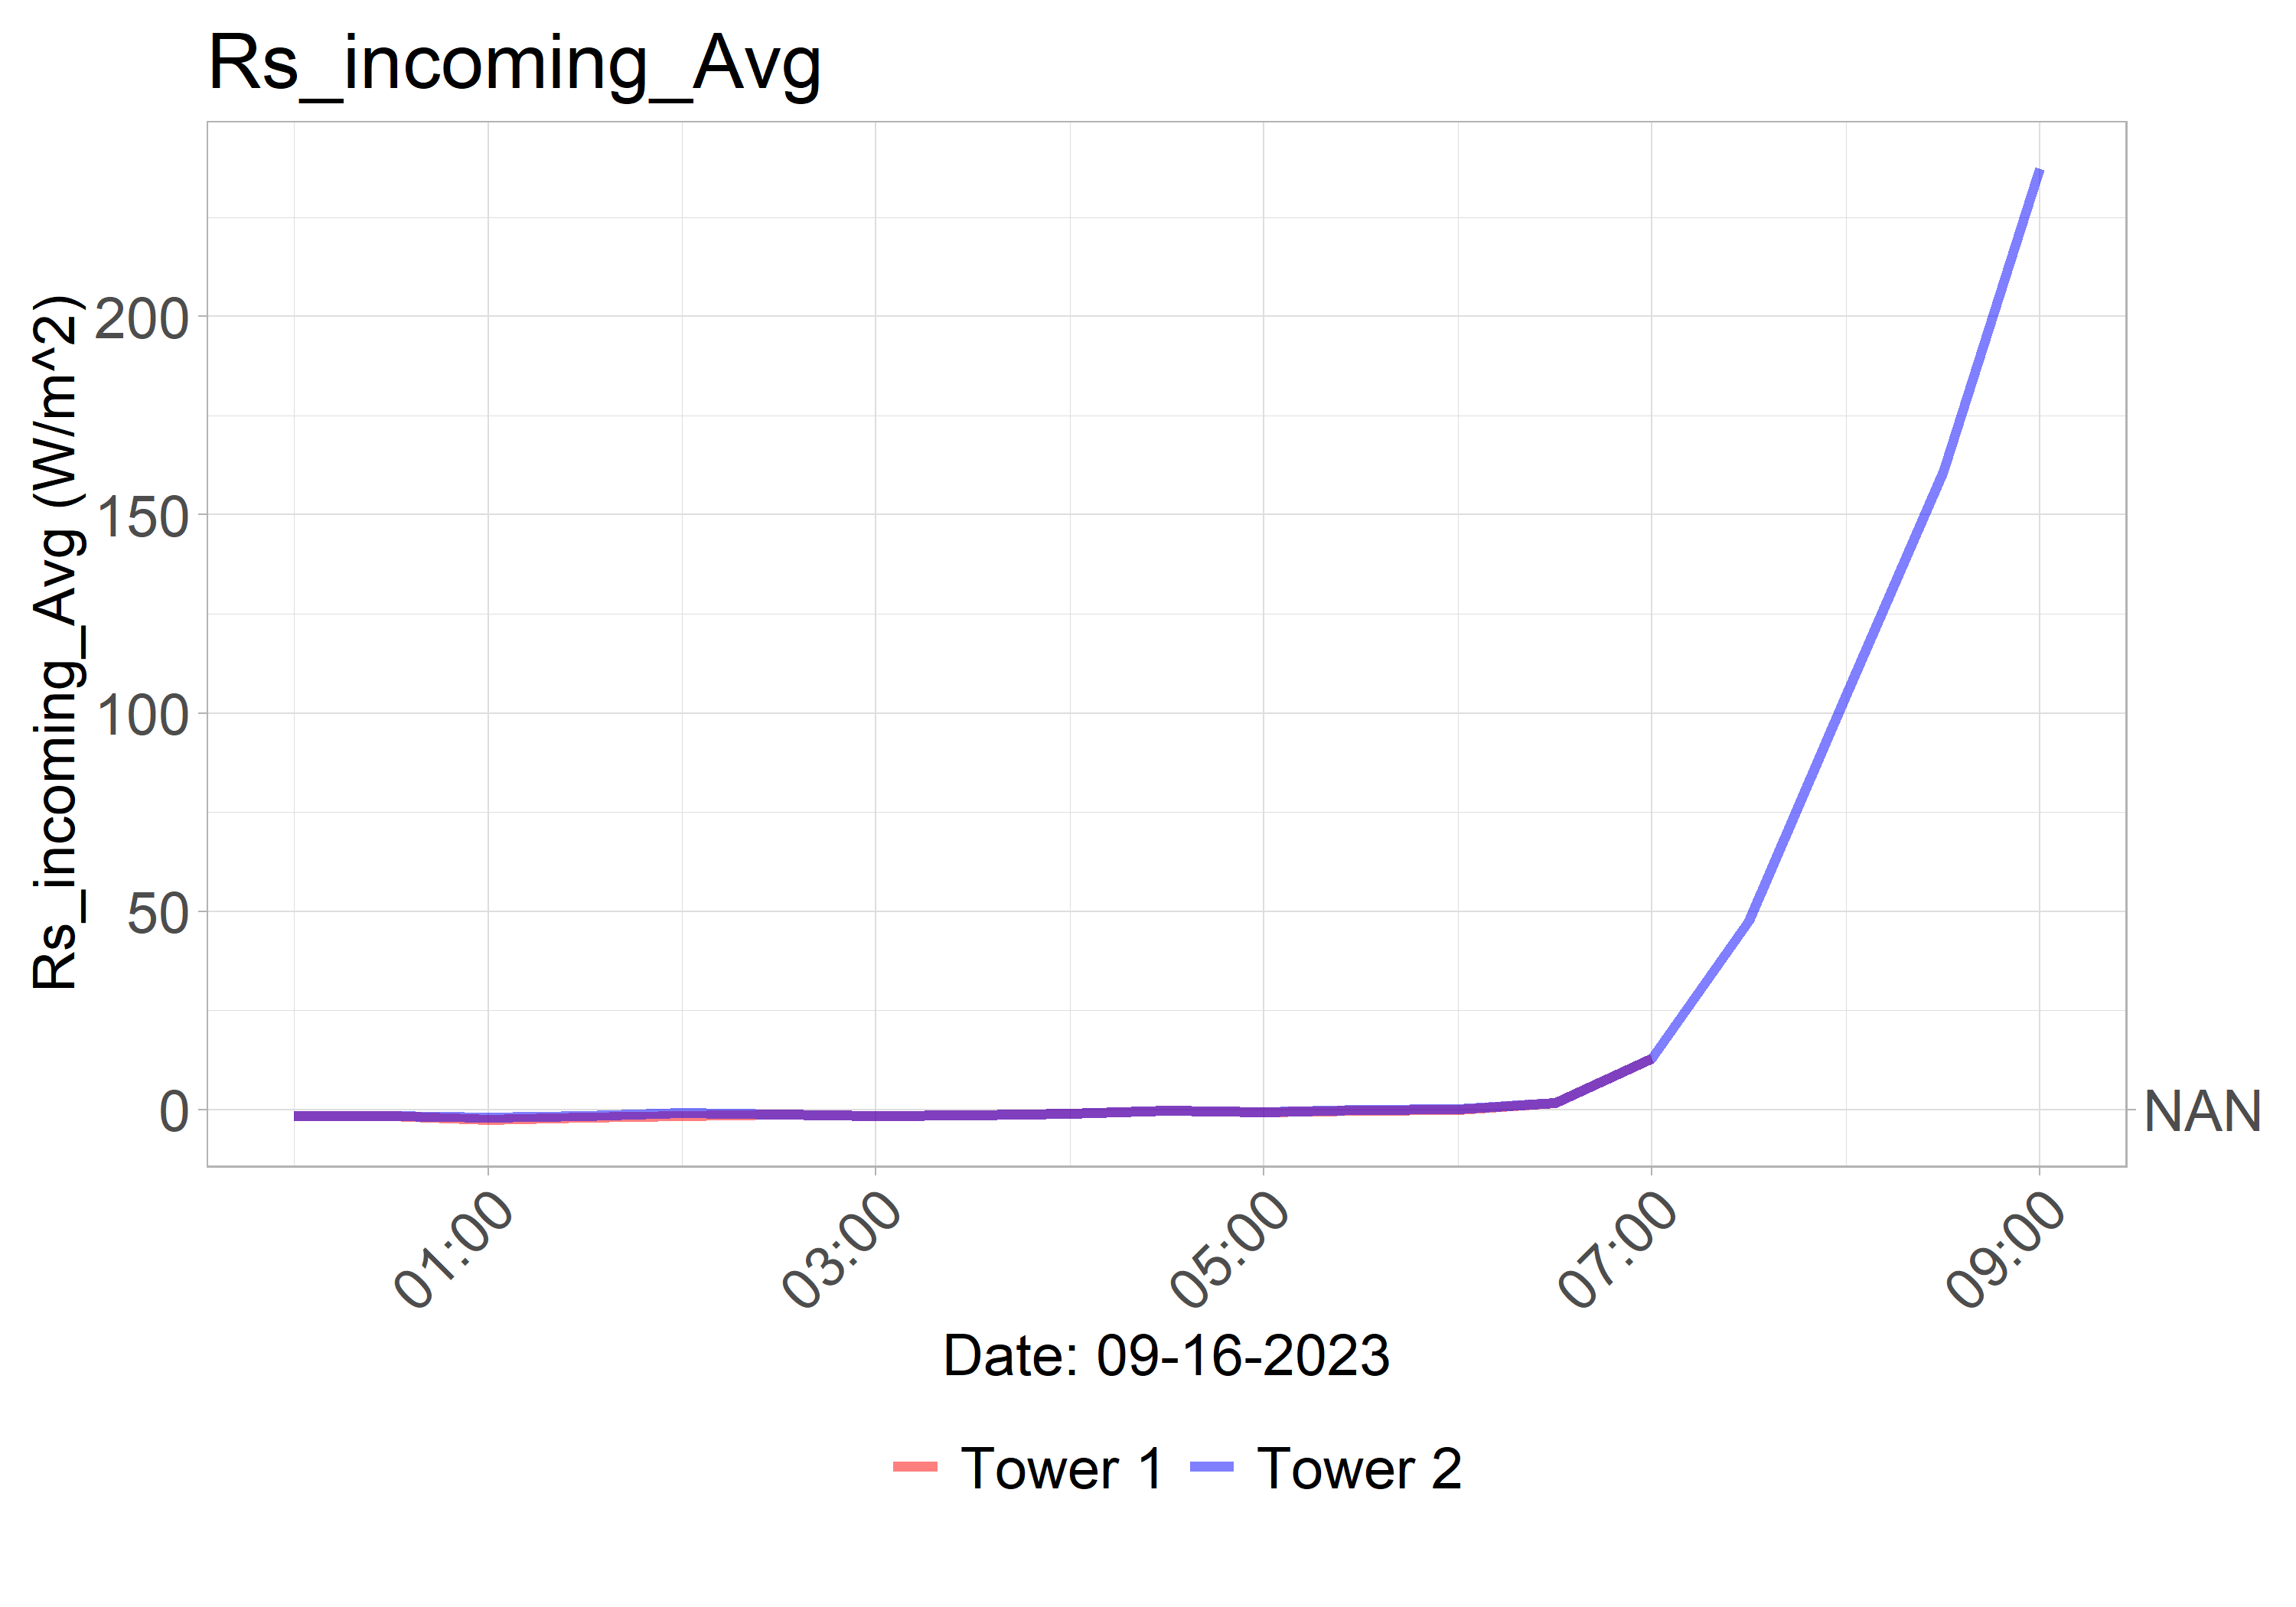 Rs_incoming_Avg
Rs_incoming_Avg (W/m^2)
200
150
100
50
0
NAN
01:00
03:00
05:00
07:00
09:00
Date: 09-16-2023
Tower 1
Tower 2